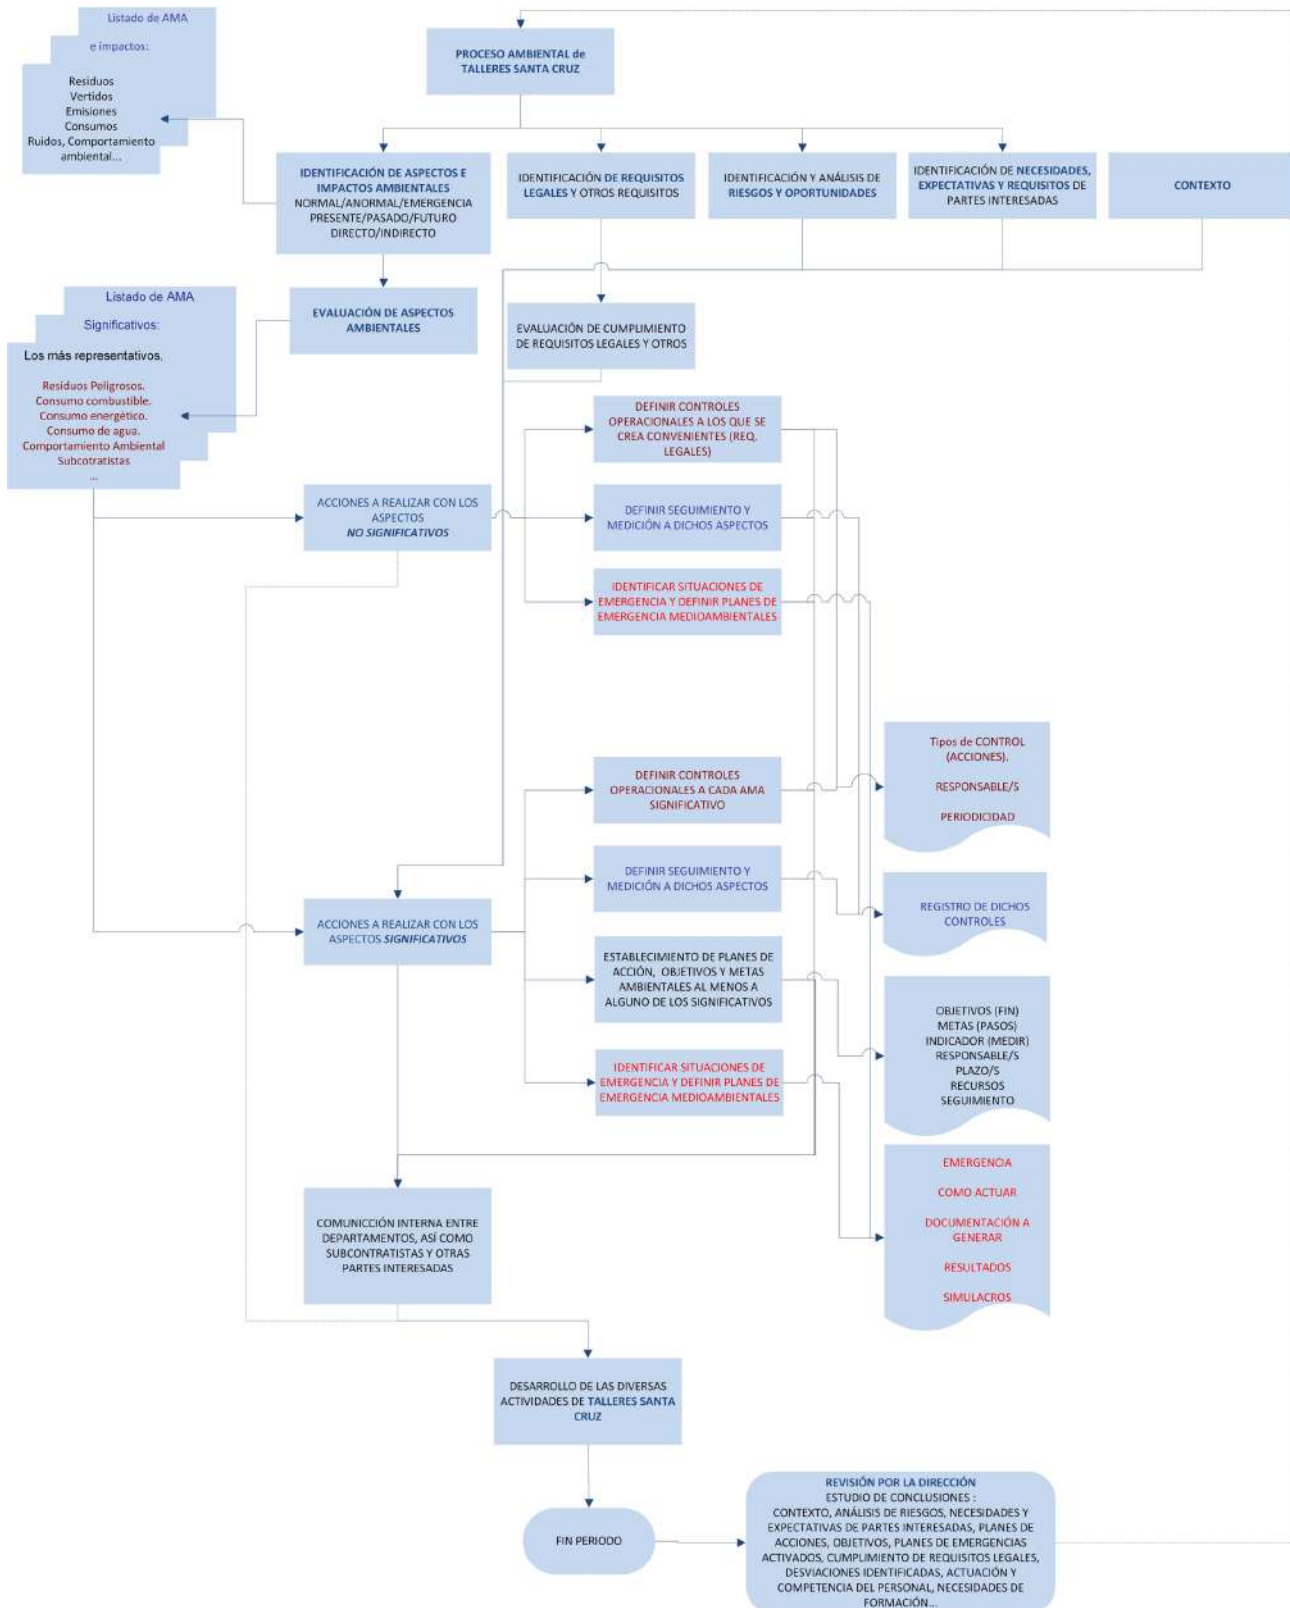 Listado de AMA
e impactos:
Residuos
Vertidos
Emisiones
Consumos
Ruidos, Comportamiento
ambiental...
PROCESO AMBIENTAL de
TALLERES SANTA CRUZ
IDENTIFICACIÓN DE ASPECTOS E
IMPACTOS AMBIENTALES
NORMAL/ANORMAL/EMERGENCIA
PRESENTE/PASADO/FUTURO
DIRECTO/INDIRECTO
IDENTIFICACIÓN DE REQUISITOS
LEGALES Y OTROS REQUISITOS
IDENTIFICACIÓN Y ANÁLISIS DE
RIESGOS Y OPORTUNIDADES
IDENTIFICACIÓN DE NECESIDADES,
EXPECTATIVAS Y REQUISITOS DE
PARTES INTERESADAS
CONTEXTO
EVALUACIÓN DE ASPECTOS
AMBIENTALES
EVALUACIÓN DE CUMPLIMIENTO
DE REQUISITOS LEGALES Y OTROS
Listado de AMA
Significativos:
Los más representativos.
Residuos Peligrosos.
Consumo combustible.
Consumo energético.
Consumo de agua.
Comportamiento Ambiental
Subcotratistas
...
ACCIONES A REALIZAR CON LOS
ASPECTOS
NO SIGNIFICATIVOS
DEFINIR CONTROLES
OPERACIONALES A LOS QUE SE
CREA CONVENIENTES (REQ.
LEGALES)
DEFINIR SEGUIMIENTO Y
MEDICIÓN A DICHOS ASPECTOS
IDENTIFICAR SITUACIONES DE
EMERGENCIA Y DEFINIR PLANES DE
EMERGENCIA MEDIOAMBIENTALES
ACCIONES A REALIZAR CON LOS
ASPECTOS SIGNIFICATIVOS
DEFINIR CONTROLES
OPERACIONALES A CADA AMA
SIGNIFICATIVO
DEFINIR SEGUIMIENTO Y
MEDICIÓN A DICHOS ASPECTOS
ESTABLECIMIENTO DE PLANES DE
ACCIÓN, OBJETIVOS Y METAS
AMBIENTALES AL MENOS A
ALGUNO DE LOS SIGNIFICATIVOS
IDENTIFICAR SITUACIONES DE
EMERGENCIA Y DEFINIR PLANES DE
EMERGENCIA MEDIOAMBIENTALES
Tipos de CONTROL
(ACCIONES).
RESPONSABLE/S
PERIODICIDAD
REGISTRO DE DICHOS
CONTROLES
OBJETIVOS (FIN)
METAS (PASOS)
INDICADOR (MEDIR)
RESPONSABLE/S
PLAZO/S
RECURSOS
SEGUIMIENTO
EMERGENCIA
COMO ACTUAR
DOCUMENTACIÓN A
GENERAR
RESULTADOS
SIMULACROS
COMUNICCIÓN INTERNA ENTRE
DEPARTAMENTOS, ASÍ COMO
SUBCONTRATISTAS Y OTRAS
PARTES INTERESADAS
DESARROLLO DE LAS DIVERSAS
ACTIVIDADES DE TALLERES SANTA
CRUZ
FIN PERIODO
REVISIÓN POR LA DIRECCIÓN
ESTUDIO DE CONCLUSIONES :
CONTEXTO, ANÁLISIS DE RIESGOS, NECESIDADES Y
EXPECTATIVAS DE PARTES INTERESADAS, PLANES DE
ACCIONES, OBJETIVOS, PLANES DE EMERGENCIAS
ACTIVADOS, CUMPLIMIENTO DE REQUISITOS LEGALES,
DESVIACIONES IDENTIFICADAS, ACTUACIÓN Y
COMPETENCIA DEL PERSONAL, NECESIDADES DE
FORMACIÓN...